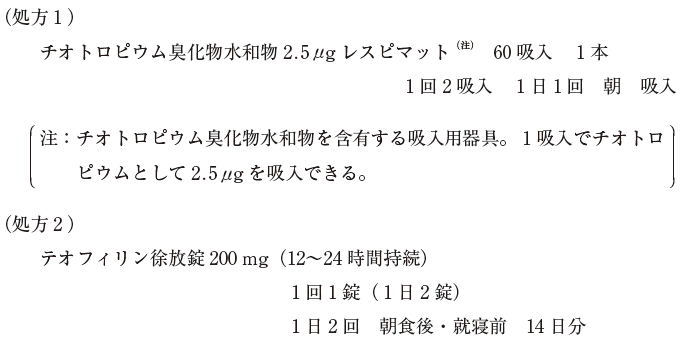 (処方1)
チオトロピウム臭化物水和物 2.5 μg レスピマット(注) 60 吸入 1 本
1 回 2 吸入 1 日 1 回 朝 吸入
注:チオトロピウム臭化物水和物を含有する吸入用器具。1 吸入でチオトロ
ピウムとして 2.5 μg を吸入できる。
(処方2)
テオフィリン徐放錠 200 mg(12~24 時間持続)
1 回 1 錠(1 日 2 錠)
1 日 2 回 朝食後・就寝前 14 日分